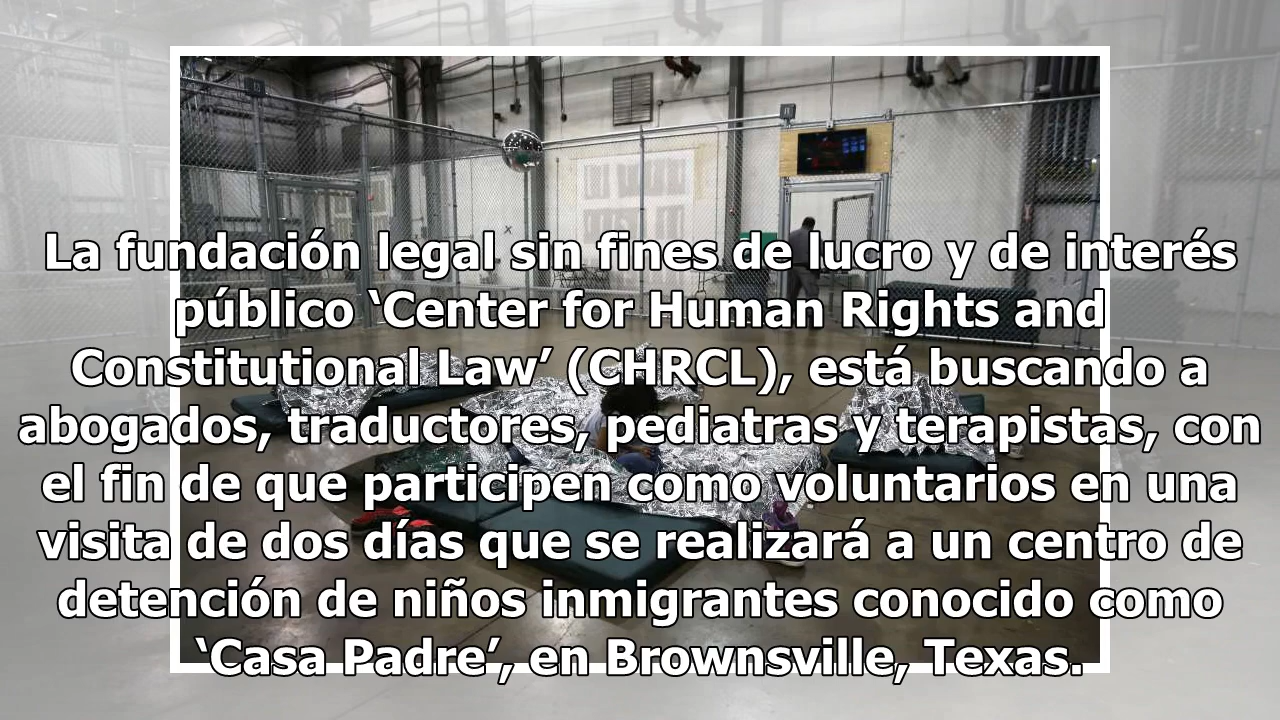 La fundación legal sin fines de lucro y de interés
público ‘Center for Human Rights and
Constitutional Law’ (CHRCL), está buscando a
abogados, traductores, pediatras y terapistas, con
el fin de que participen como voluntarios en una
visita de dos días que se realizará a un centro de
detención de niños inmigrantes conocido como
‘Casa Padre’, en Brownsville, Texas.